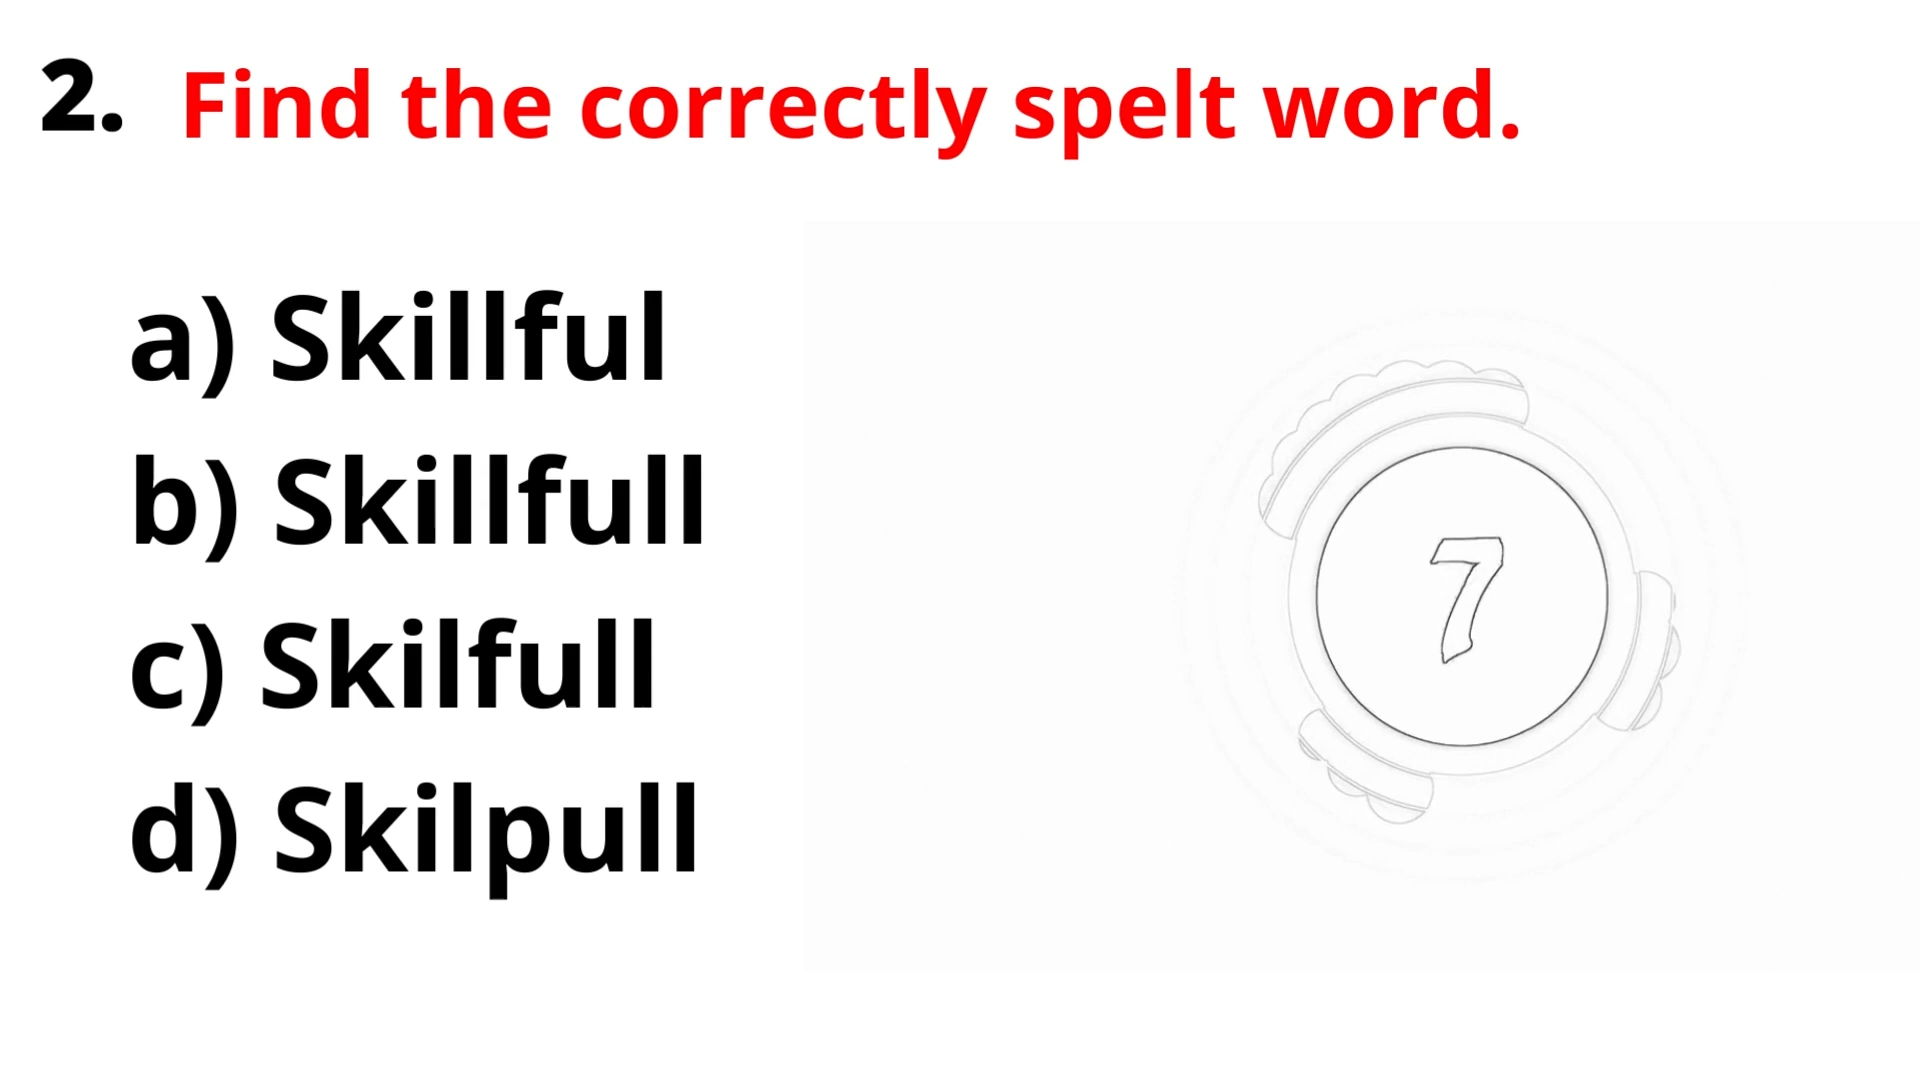 2. Find the correctly spelt word.
a) Skillful
b) Skillfull
c) Skilfull
d) Skilpull
7